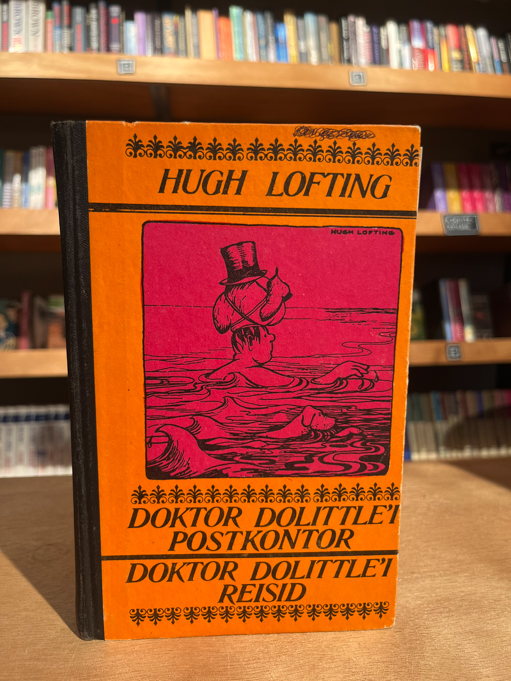 HUGH LOFTING
HUGH LOFTING
DOKTOR DOLITTLE'I
POSTKONTOR
DOKTOR DOLITTLE'I
REISID